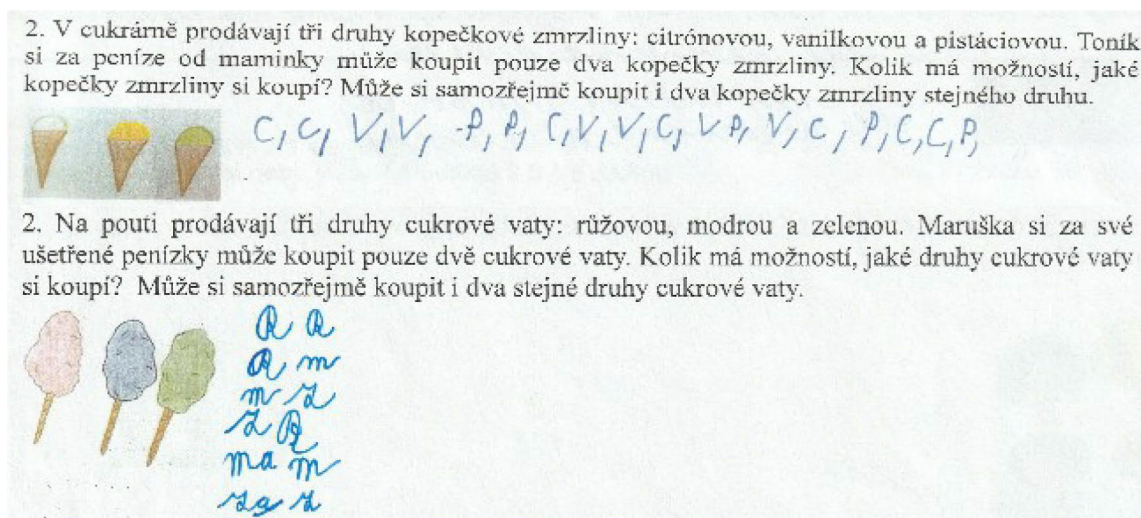 2. V cukrárně prodávají tři druhy kopečkové zmrzliny: citrónovou, vanilkovou a pistáciovou. Toník
si za peníze od maminky může koupit pouze dva kopečky zmrzliny. Kolik má možností, jaké
kopečky zmrzliny si koupí? Může si samozřejmě koupit i dva kopečky zmrzliny stejného druhu.
C, C, V, V, P, P, C, V, V, C, V P, V, C, P, C, C, P,
2. Na pouti prodávají tři druhy cukrové vaty: růžovou, modrou a zelenou. Maruška si za své
ušetřené penízky může koupit pouze dvě cukrové vaty. Kolik má možností, jaké druhy cukrové vaty
si koupí? Může si samozřejmě koupit i dva stejné druhy cukrové vaty.
R R
R m
m z
z R
m a m
z a z